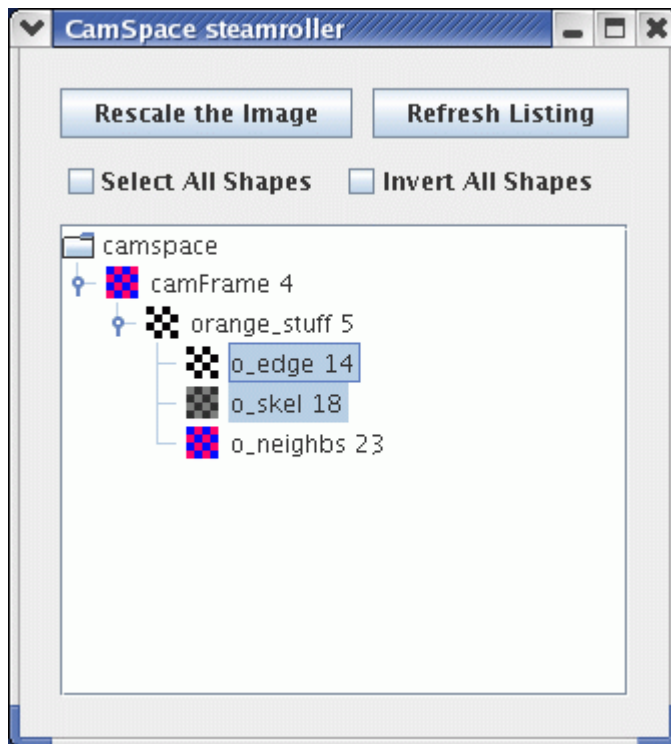 CamSpace steamroller
Rescale the Image Refresh Listing
Select All Shapes Invert All Shapes
camspace
camFrame 4
orange_stuff 5
o_edge 14
o_skel 18
o_neighbs 23